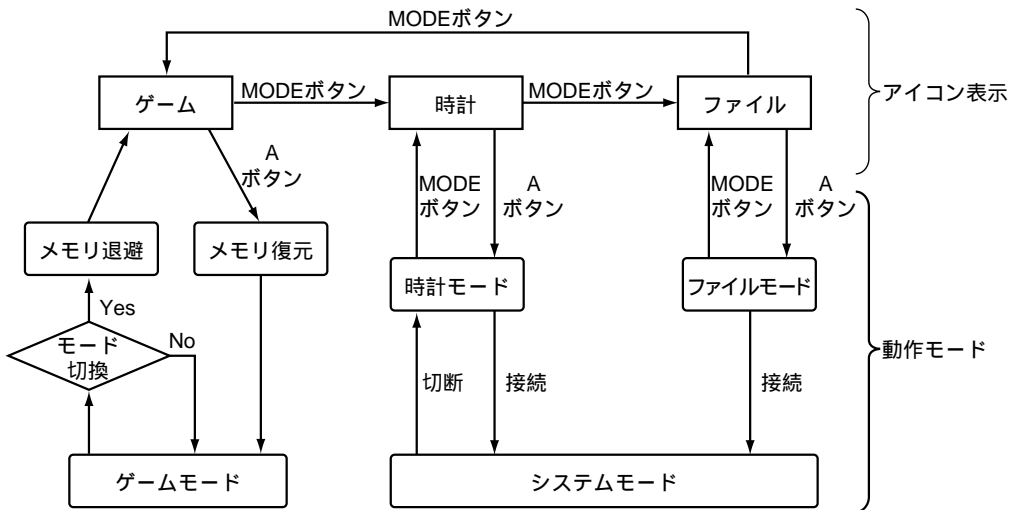 MODEボタン
ゲーム
MODEボタン
時計
MODEボタン
ファイル
アイコン表示
A
ボタン
MODE
ボタン
A
ボタン
MODE
ボタン
A
ボタン
メモリ退避
メモリ復元
時計モード
ファイルモード
Yes
No
モード
切換
切断
接続
接続
動作モード
ゲームモード
システムモード